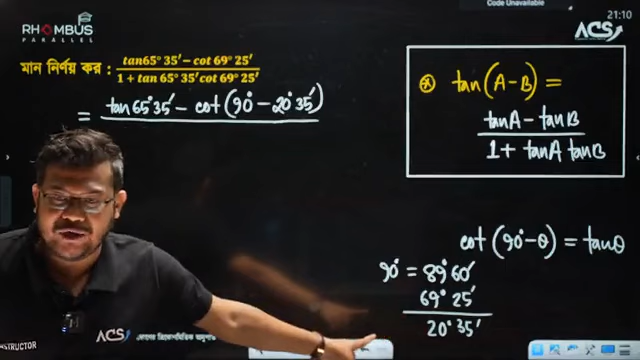 Code Unavailable
21:10
RHOMBUS
PARALLEL
ACS
মান নির্ণয় কর : (tan65° 35′ − cot 69° 25′) / (1 + tan 65° 35′cot 69° 25′)
= tan 65° 35′ − cot (90° − 20° 35′)
tan (A − B) =
(tanA − tanB) / (1 + tanA tanB)
cot (90° − θ) = tanθ
90° = 89° 60′
69° 25′
20° 35′
STRUCTOR
ACS